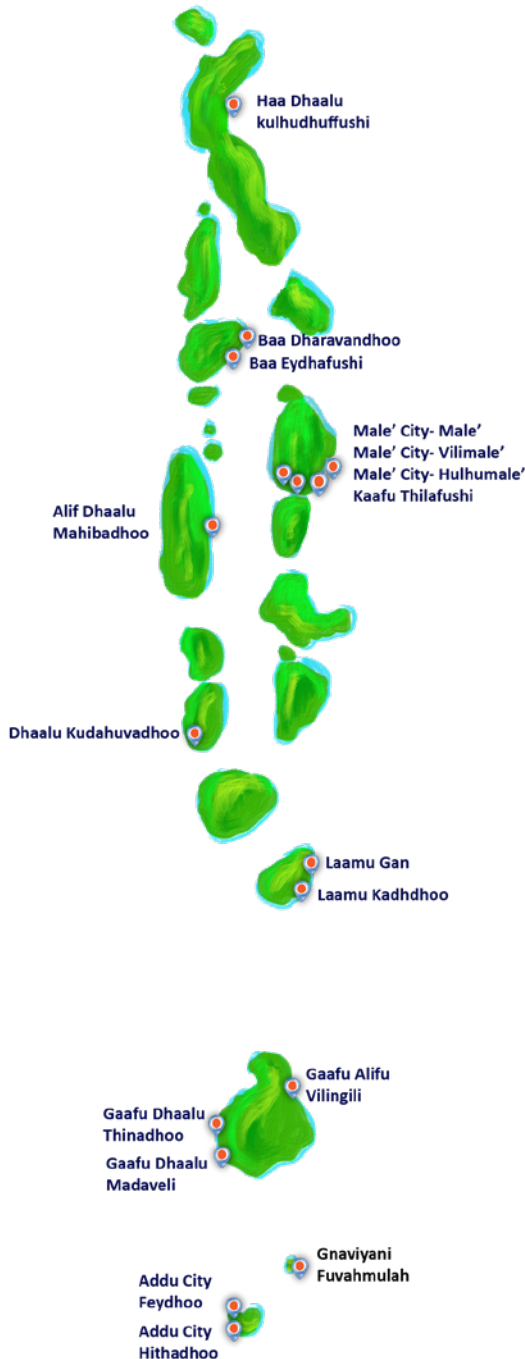 Haa Dhaalu
kulhudhuffushi
Baa Dharavandhoo
Baa Eydhafushi
Male' City- Male'
Male' City- Vilimale'
Male' City- Hulhumale'
Kaafu Thilafushi
Alif Dhaalu
Mahibadhoo
Dhaalu Kudahuvadhoo
Laamu Gan
Laamu Kadhdhoo
Gaafu Alifu
Vilingili
Gaafu Dhaalu
Thinadhoo
Gaafu Dhaalu
Madaveli
Gnaviyani
Fuvahmulah
Addu City
Feydhoo
Addu City
Hithadhoo